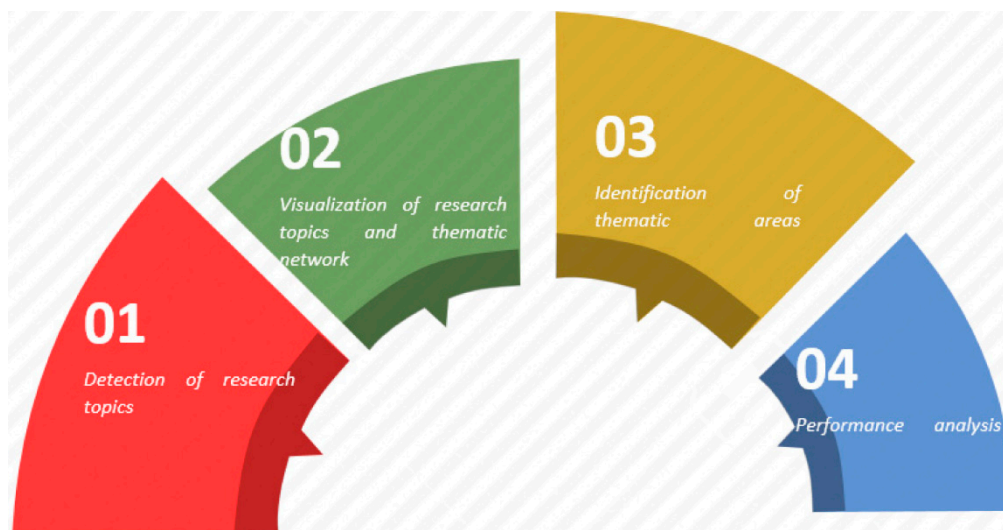 01
Detection of research
topics
02
Visualization of research
topics and thematic
network
03
Identification of
thematic areas
04
Performance analysis